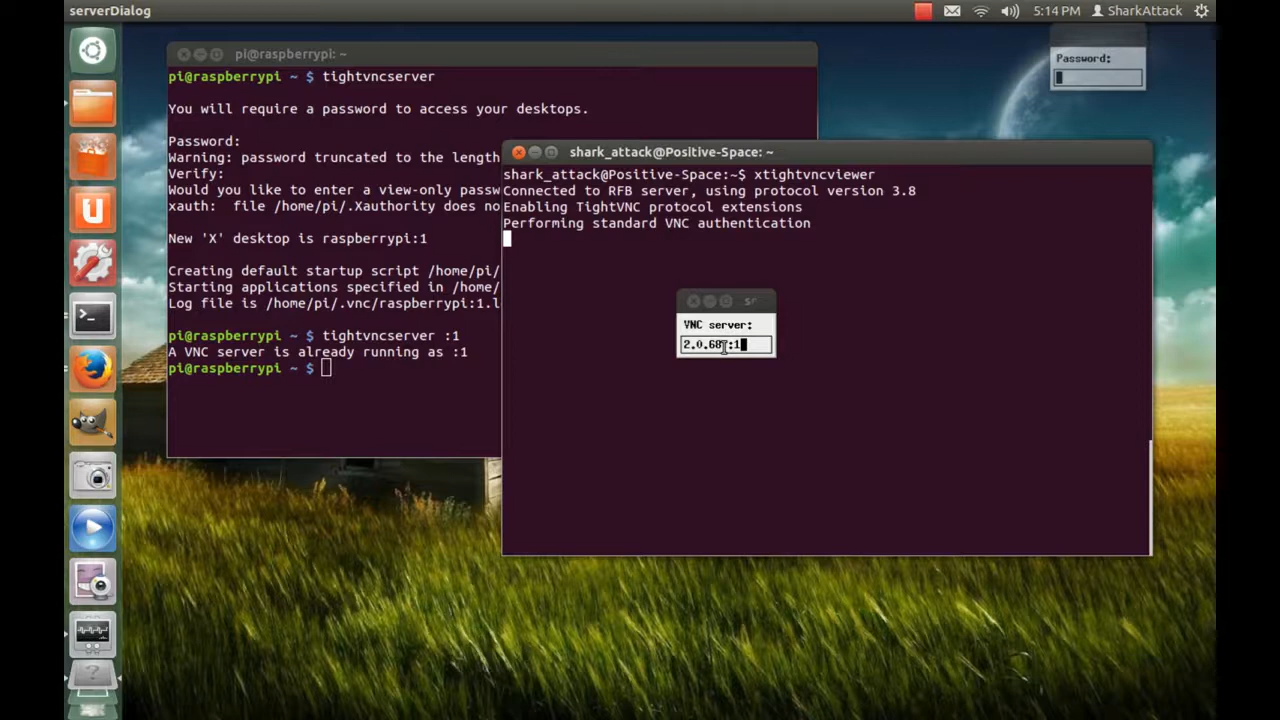 serverDialog
5:14 PM
SharkAttack
Password:
pi@raspberrypi: ~
pi@raspberrypi ~ $ tightvncserver
You will require a password to access your desktops.
Password:
Warning: password truncated to the length
Verify:
Would you like to enter a view-only passw
xauth:  file /home/pi/.Xauthority does no
New 'X' desktop is raspberrypi:1
Creating default startup script /home/pi/
Starting applications specified in /home/
Log file is /home/pi/.vnc/raspberrypi:1.l
pi@raspberrypi ~ $ tightvncserver :1
A VNC server is already running as :1
pi@raspberrypi ~ $
shark_attack@Positive-Space: ~
shark_attack@Positive-Space:~$ xtightvncviewer
Connected to RFB server, using protocol version 3.8
Enabling TightVNC protocol extensions
Performing standard VNC authentication
VNC server:
2.0.68:1